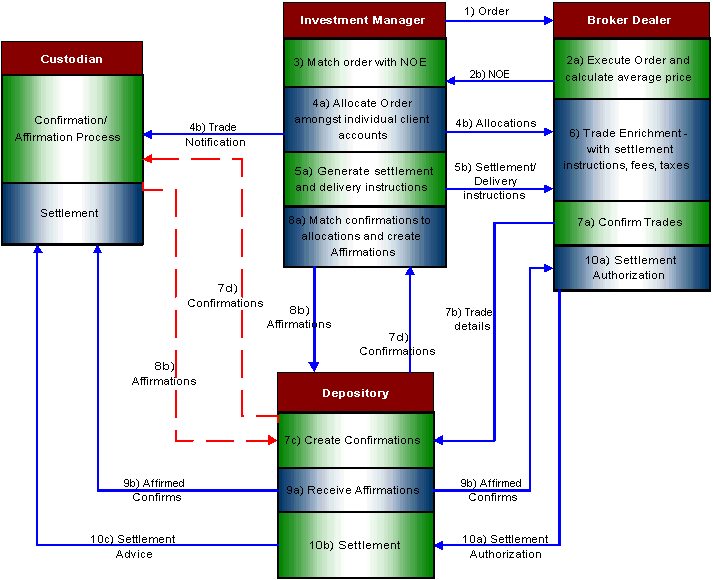 Investment Manager
1) Order
Broker Dealer
Custodian
3) Match order with NOE
2b) NOE
2a) Execute Order and
calculate average price
Confirmation/
Affirmation Process
4b) Trade
Notification
4a) Allocate Order
amongst individual client
accounts
4b) Allocations
6) Trade Enrichment -
with settlement
instructions, fees, taxes
5a) Generate settlement
and delivery instructions
5b) Settlement/
Delivery
instructions
Settlement
8a) Match confirmations to
allocations and create
Affirmations
7a) Confirm Trades
10a) Settlement
Authorization
7d)
Confirmations
8b)
Affirmations
7d)
Confirmations
7b) Trade
details
8b)
Affirmations
Depository
7c) Create Confirmations
9b) Affirmed
Confirms
9a) Receive Affirmations
9b) Affirmed
Confirms
10c) Settlement
Advice
10b) Settlement
10a) Settlement
Authorization